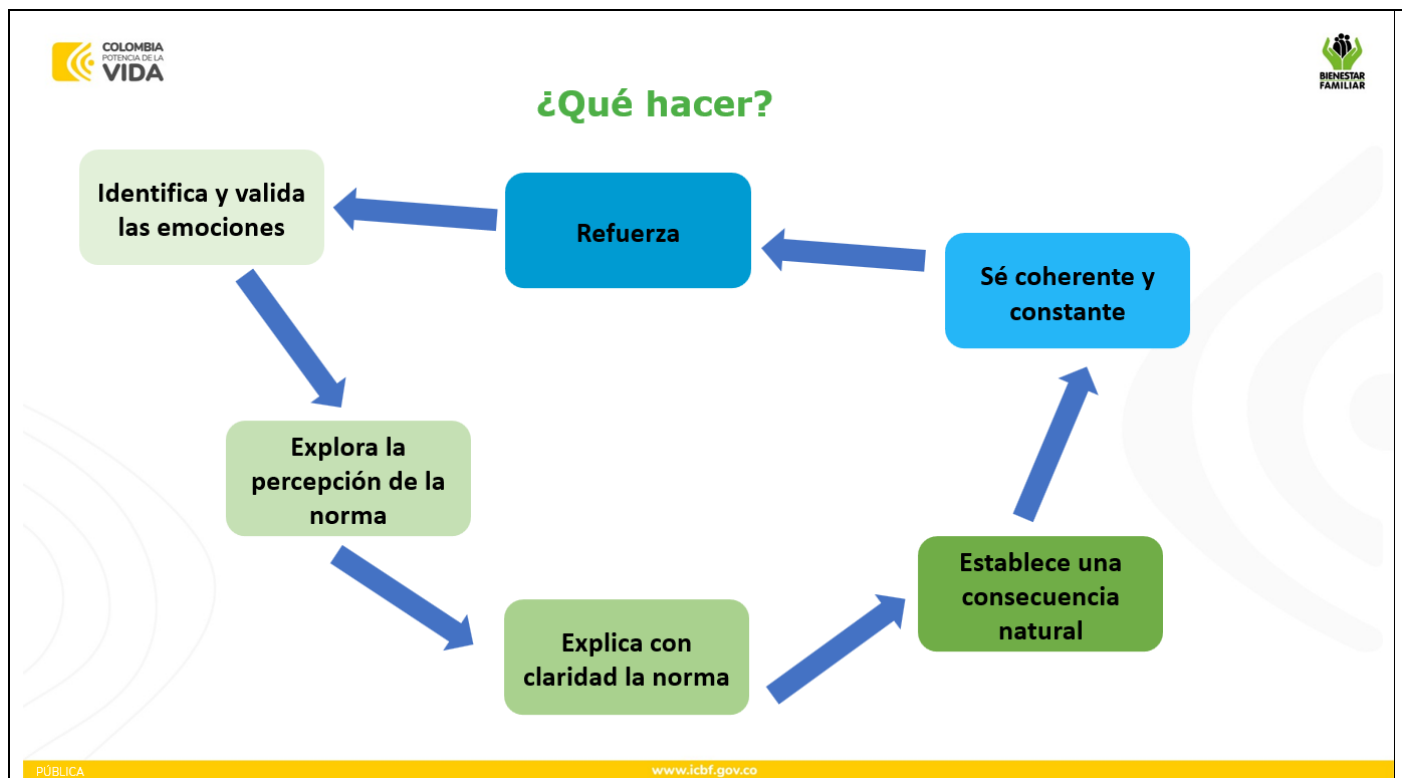 COLOMBIA
POTENCIA DE LA
VIDA
BIENESTAR
FAMILIAR
¿Qué hacer?
Identifica y valida
las emociones
Refuerza
Sé coherente y
constante
Explora la
percepción de la
norma
Establece una
consecuencia
natural
Explica con
claridad la norma
PÚBLICA
www.icbf.gov.co